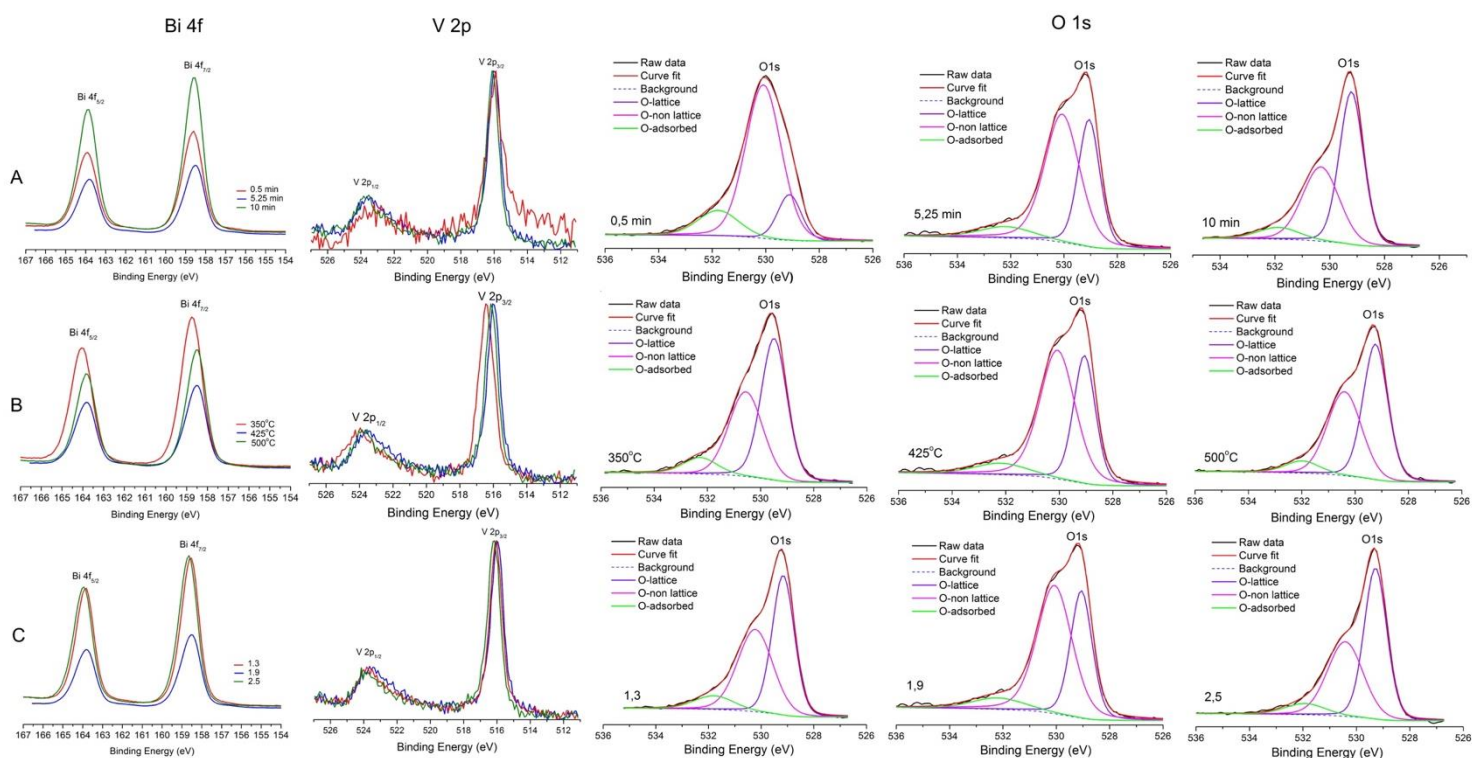 Bi 4f
V 2p
O 1s
A
Bi 4f5/2
Bi 4f7/2
0.5 min
5.25 min
10 min
167 166 165 164 163 162 161 160 159 158 157 156 155 154
Binding Energy (eV)
V 2p1/2
V 2p3/2
526 524 522 520 518 516 514 512
Binding Energy (eV)
Raw data
Curve fit
Background
O-lattice
O-non lattice
O-adsorbed
O1s
0,5 min
536 534 532 530 528 526
Binding Energy (eV)
Raw data
Curve fit
Background
O-lattice
O-non lattice
O-adsorbed
O1s
5,25 min
536 534 532 530 528 526
Binding Energy (eV)
Raw data
Curve fit
Background
O-lattice
O-non lattice
O-adsorbed
O1s
10 min
534 532 530 528 526
Binding Energy (eV)
B
Bi 4f5/2
Bi 4f7/2
350°C
425°C
500°C
167 166 165 164 163 162 161 160 159 158 157 156 155 154
Binding Energy (eV)
V 2p1/2
V 2p3/2
526 524 522 520 518 516 514 512
Binding Energy (eV)
Raw data
Curve fit
Background
O-lattice
O-non lattice
O-adsorbed
O1s
350°C
536 534 532 530 528 526
Binding Energy (eV)
Raw data
Curve fit
Background
O-lattice
O-non lattice
O-adsorbed
O1s
425°C
536 534 532 530 528 526
Binding Energy (eV)
Raw data
Curve fit
Background
O-lattice
O-non lattice
O-adsorbed
O1s
500°C
536 534 532 530 528 526
Binding Energy (eV)
C
Bi 4f5/2
Bi 4f7/2
1.3
1.9
2.5
167 166 165 164 163 162 161 160 159 158 157 156 155 154
Binding Energy (eV)
V 2p1/2
V 2p3/2
526 524 522 520 518 516 514 512
Binding Energy (eV)
Raw data
Curve fit
Background
O-lattice
O-non lattice
O-adsorbed
O1s
1,3
536 534 532 530 528 526
Binding Energy (eV)
Raw data
Curve fit
Background
O-lattice
O-non lattice
O-adsorbed
O1s
1,9
536 534 532 530 528 526
Binding Energy (eV)
Raw data
Curve fit
Background
O-lattice
O-non lattice
O-adsorbed
O1s
2,5
536 534 532 530 528 526
Binding Energy (eV)